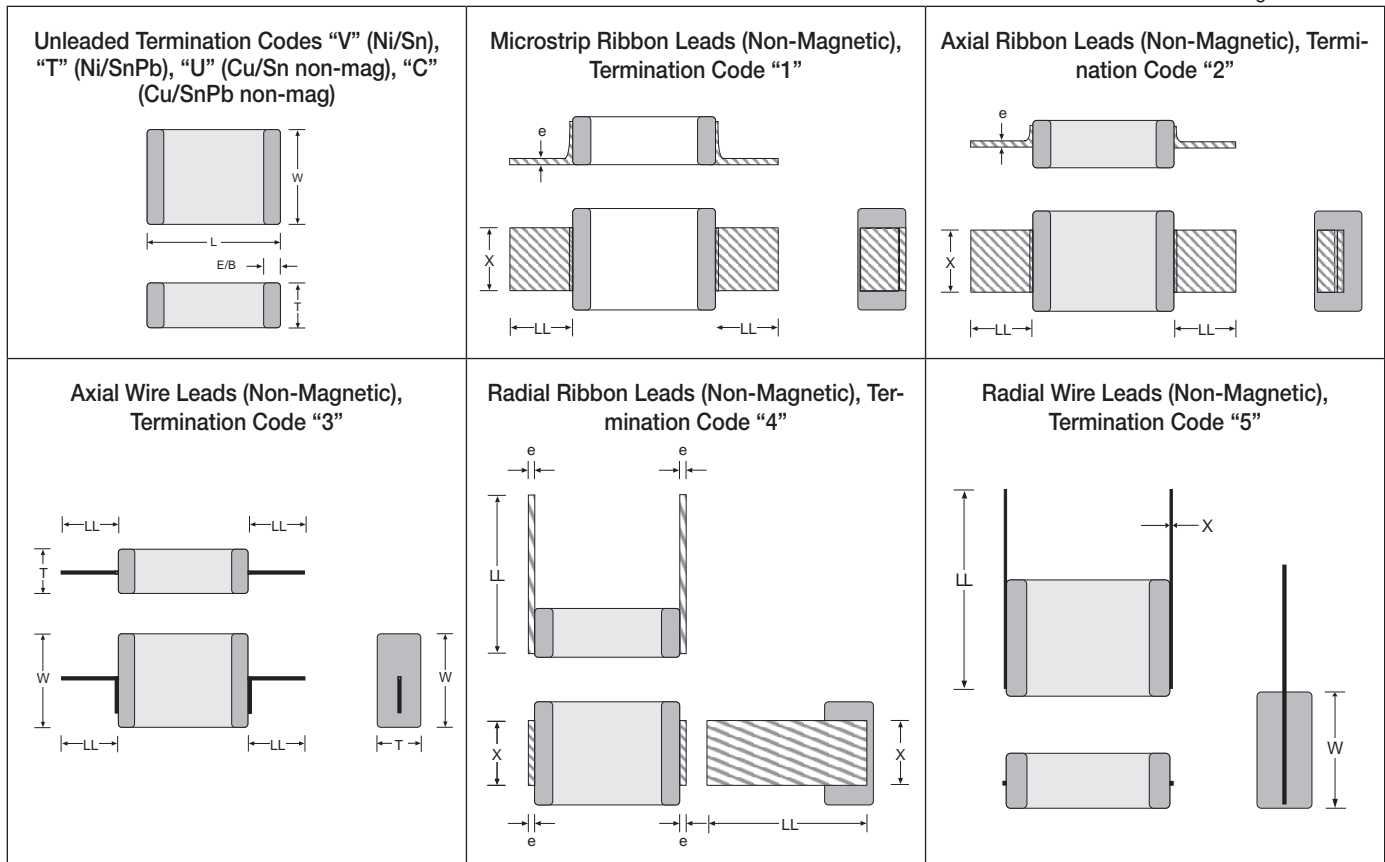 Unleaded Termination Codes “V” (Ni/Sn),
“T” (Ni/SnPb), “U” (Cu/Sn non-mag), “C”
(Cu/SnPb non-mag)
W
L
E/B
T
Microstrip Ribbon Leads (Non-Magnetic),
Termination Code “1”
e
X
LL
LL
Axial Ribbon Leads (Non-Magnetic), Termi-
nation Code “2”
e
X
LL
LL
Axial Wire Leads (Non-Magnetic),
Termination Code “3”
LL
LL
T
W
W
LL
LL
T
Radial Ribbon Leads (Non-Magnetic), Ter-
mination Code “4”
e
e
LL
X
X
LL
e
e
Radial Wire Leads (Non-Magnetic),
Termination Code “5”
X
LL
W